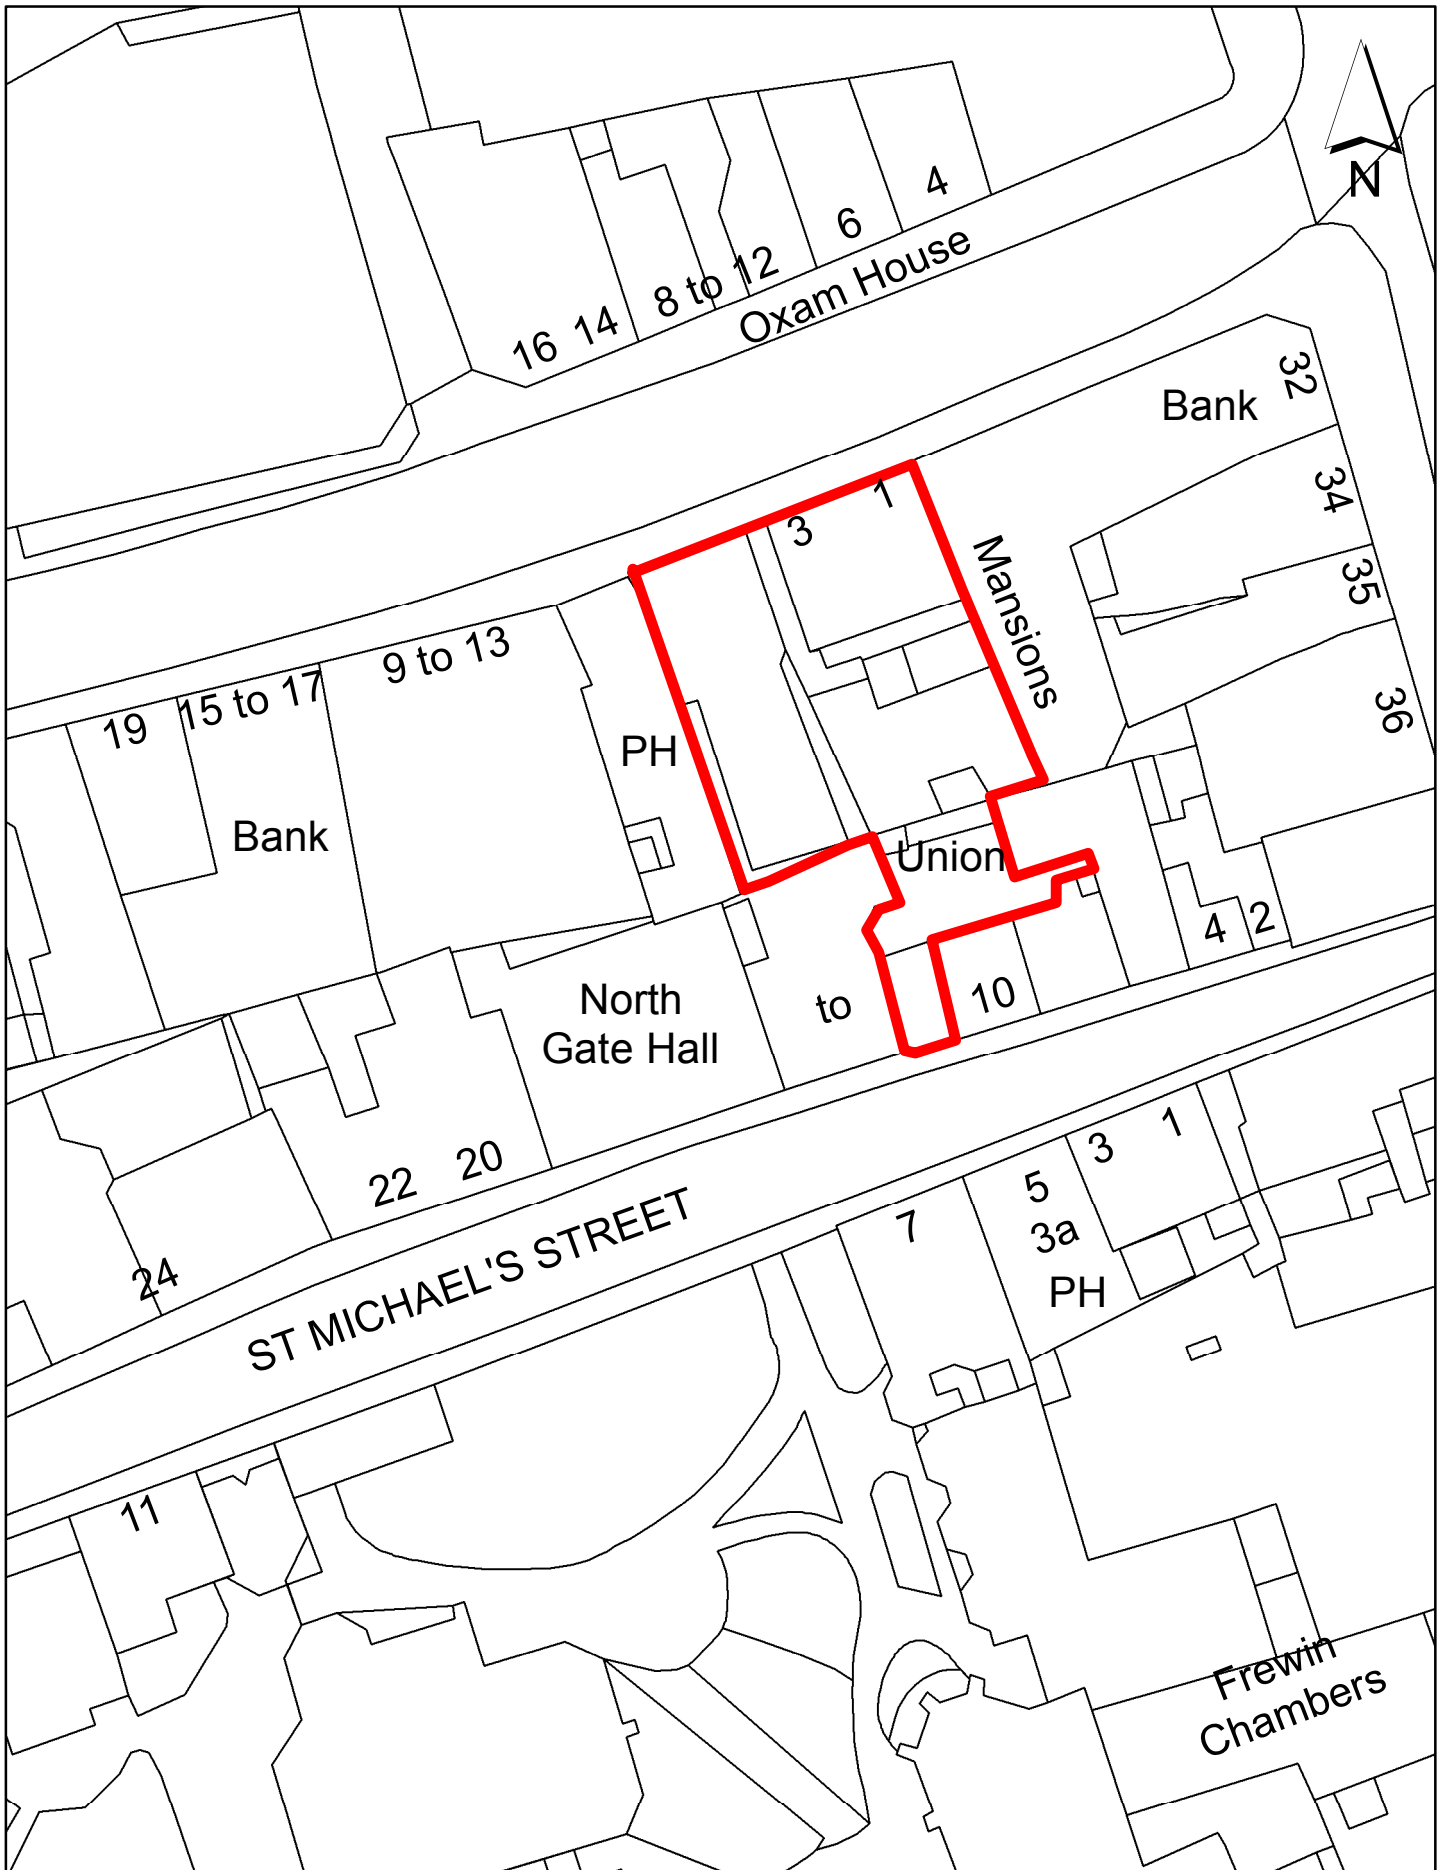 N
4
6
8 to 12
Oxam House
16 14
32
Bank
34
1
3
Mansions
35
9 to 13
36
15 to 17
19
PH
Bank
Union
4
2
North
Gate Hall
to
10
22
20
24
ST MICHAEL'S STREET
1
3
5
3a
PH
7
11
Frewin
Chambers